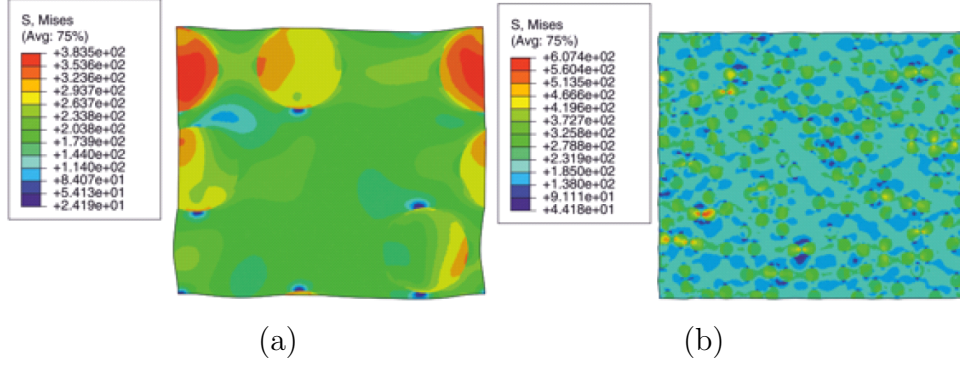 S, Mises
(Avg: 75%)
+3.835e+02
+3.536e+02
+3.236e+02
+2.937e+02
+2.637e+02
+2.338e+02
+2.038e+02
+1.739e+02
+1.440e+02
+1.140e+02
+8.407e+01
+5.413e+01
+2.419e+01
(a)
S, Mises
(Avg: 75%)
+6.074e+02
+5.604e+02
+5.135e+02
+4.666e+02
+4.196e+02
+3.727e+02
+3.258e+02
+2.788e+02
+2.319e+02
+1.850e+02
+1.380e+02
+9.111e+01
+4.418e+01
(b)